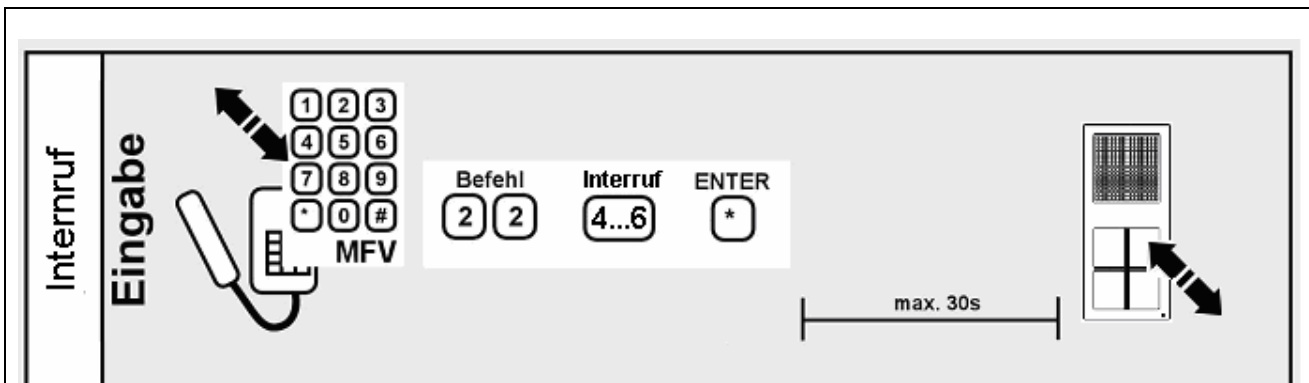 Internruf
Eingabe
1 2 3
4 5 6
7 8 9
* 0 #
MFV
Befehl Interruf ENTER
2 2 4...6 *
max. 30s